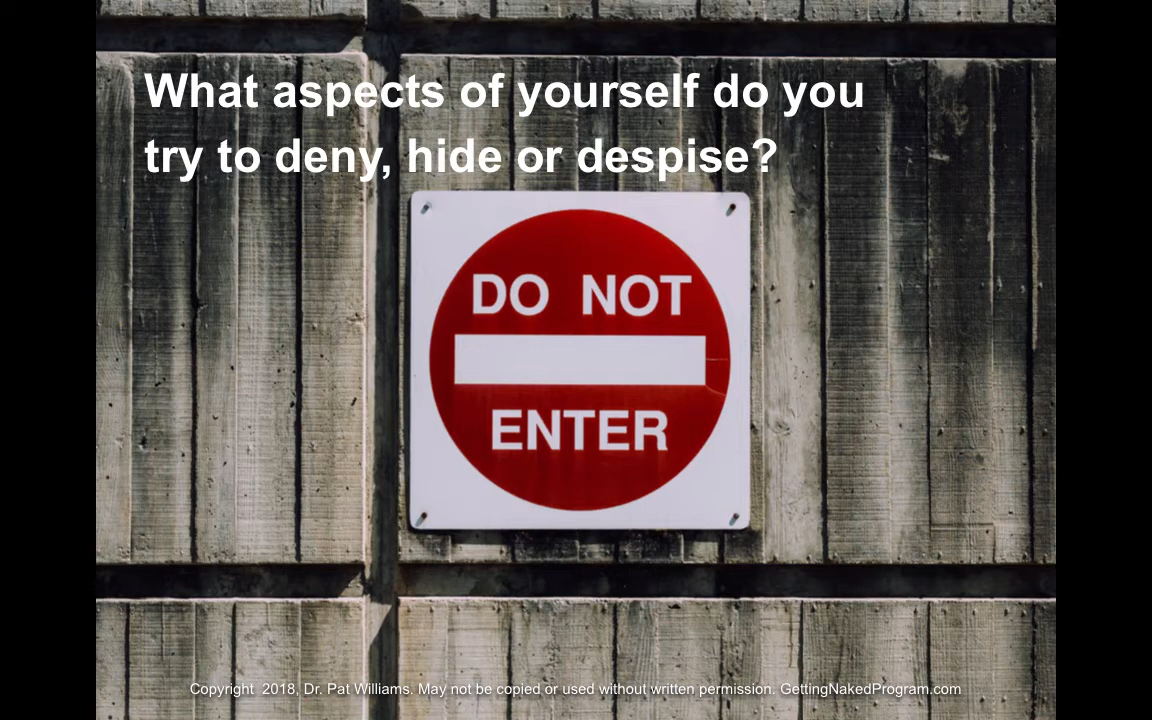 What aspects of yourself do you
try to deny, hide or despise?
DO NOT
ENTER
Copyright 2018, Dr. Pat Williams. May not be copied or used without written permission. GettingNakedProgram.com